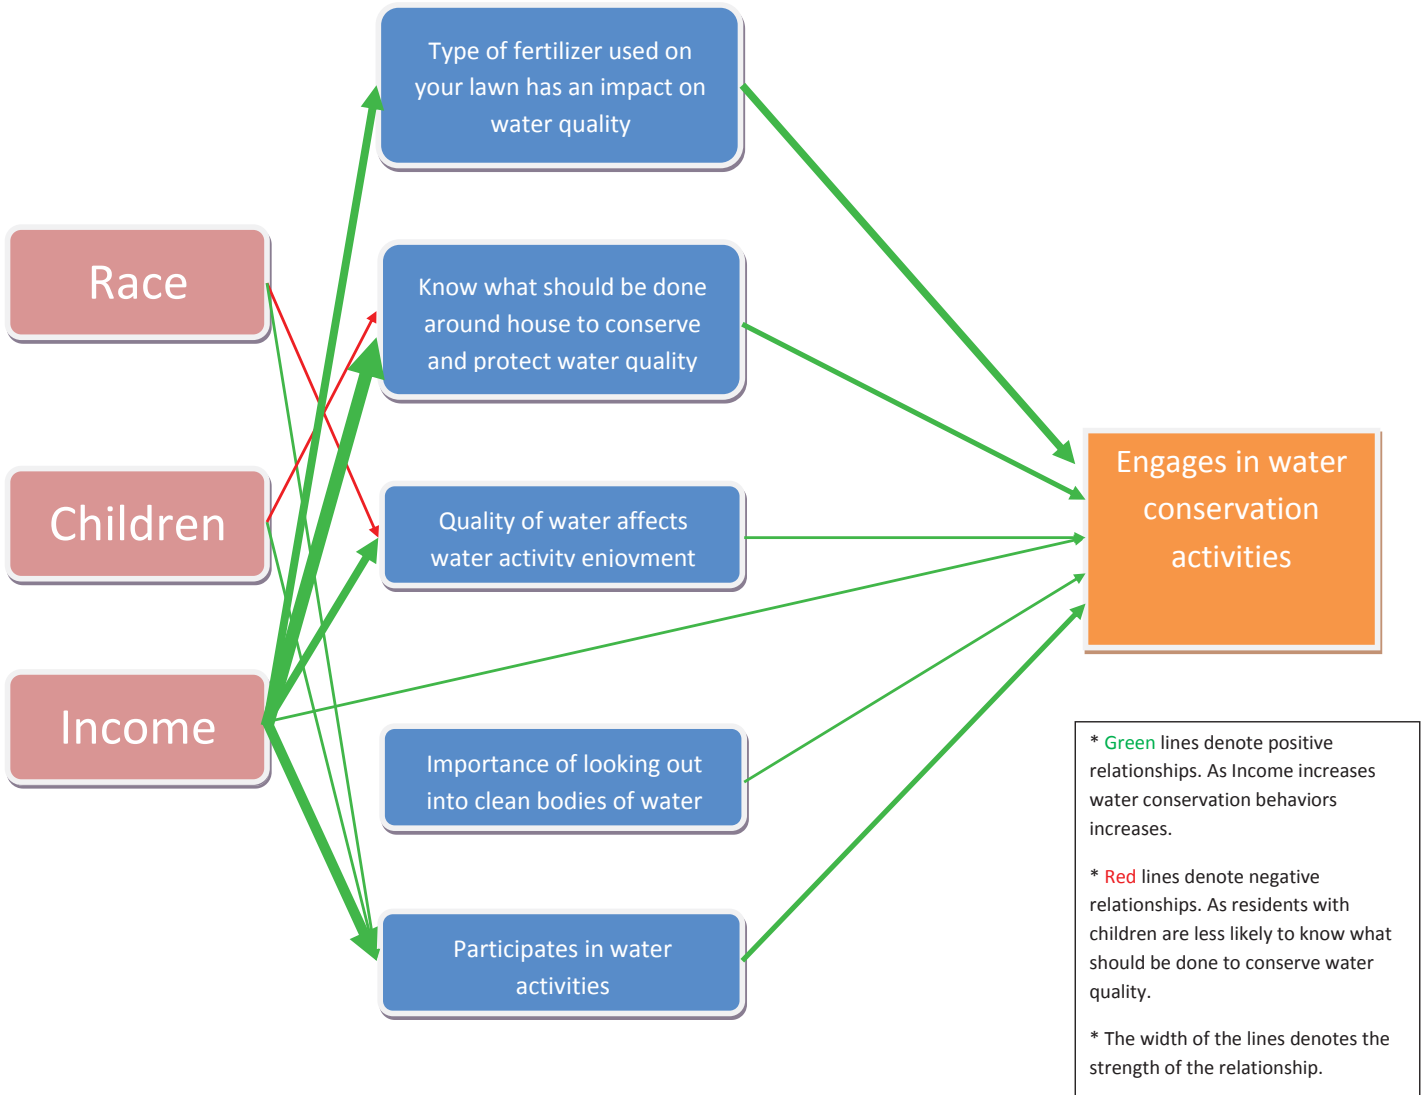 Type of fertilizer used on
your lawn has an impact on
water quality
Race
Know what should be done
around house to conserve
and protect water quality
Children
Quality of water affects
water activity enjoyment
Engages in water
conservation
activities
Income
Importance of looking out
into clean bodies of water
Participates in water
activities
* Green lines denote positive
relationships. As Income increases
water conservation behaviors
increases.
* Red lines denote negative
relationships. As residents with
children are less likely to know what
should be done to conserve water
quality.
* The width of the lines denotes the
strength of the relationship.